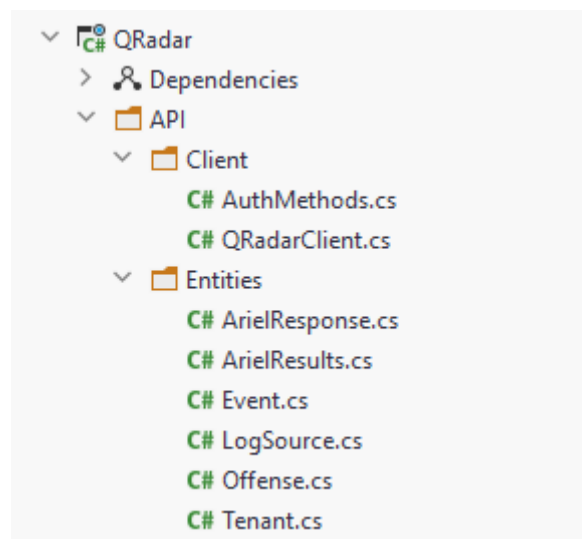 C# QRadar
Dependencies
API
Client
C# AuthMethods.cs
C# QRadarClient.cs
Entities
C# ArielResponse.cs
C# ArielResults.cs
C# Event.cs
C# LogSource.cs
C# Offense.cs
C# Tenant.cs